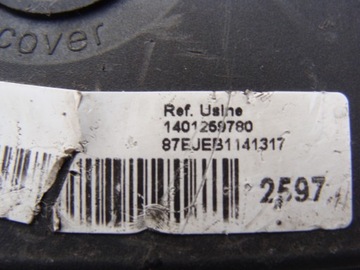 cover
Ref. Usine
1401269780
87EJEB1141317
2597